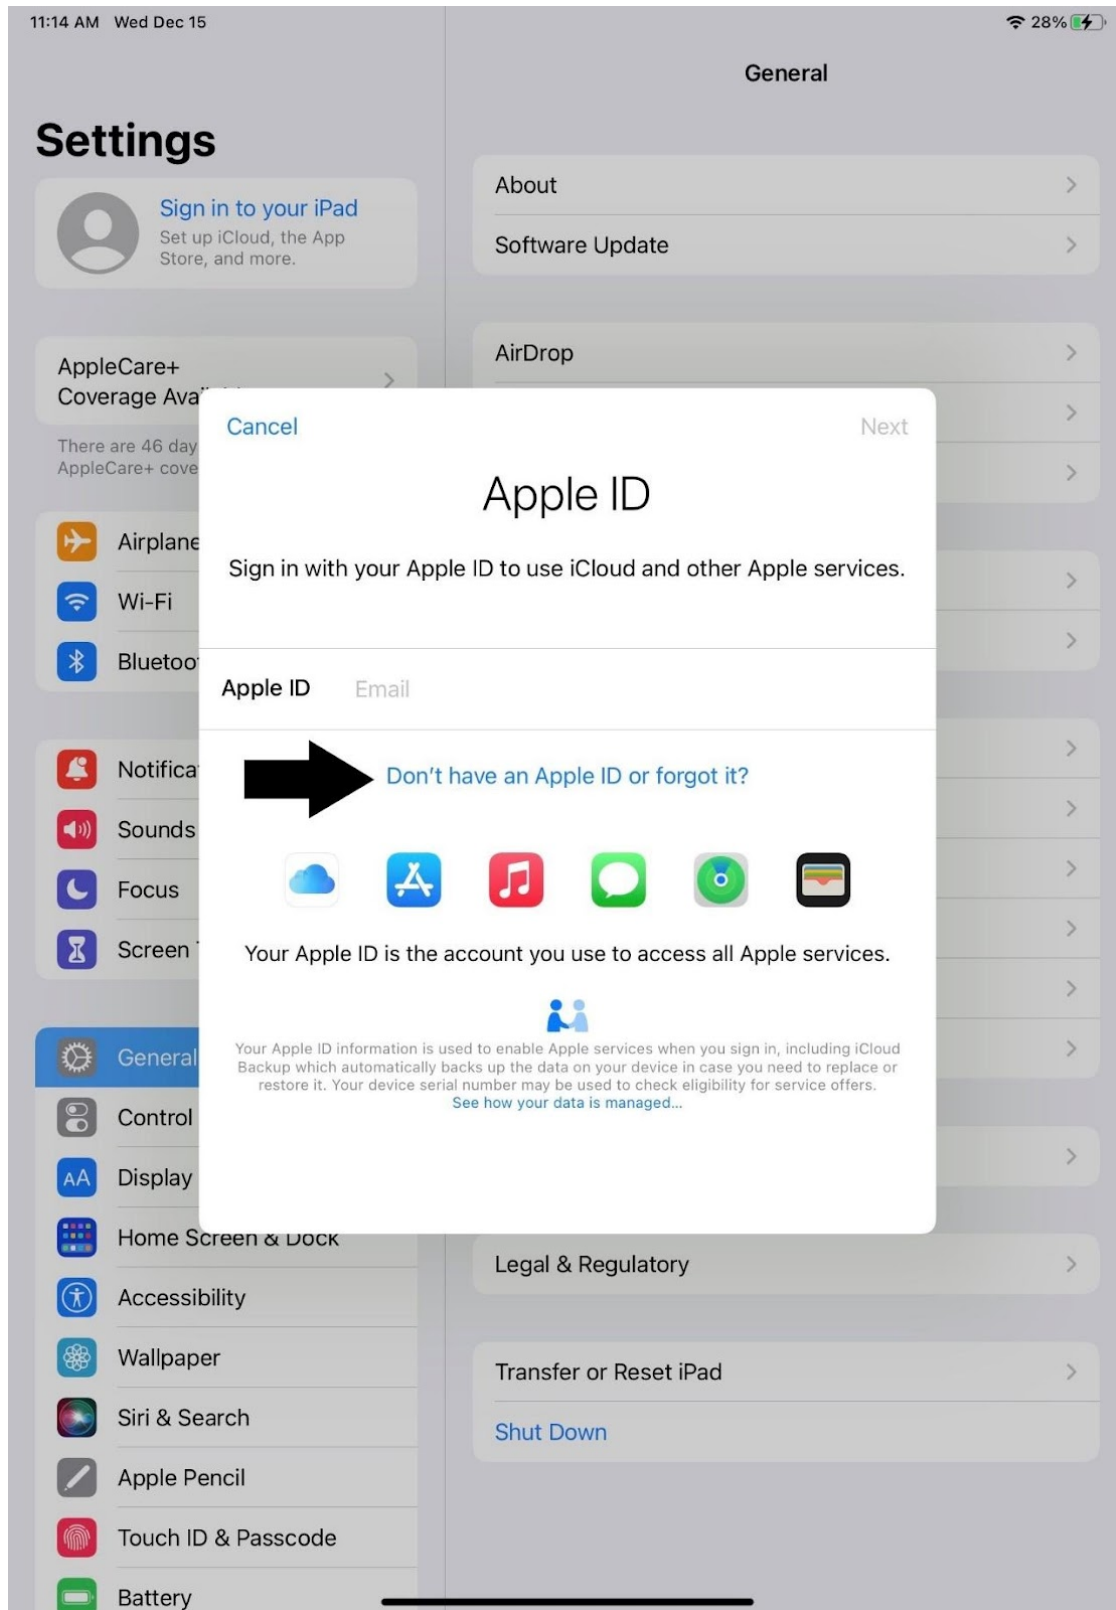 11:14 AM Wed Dec 15
28%
General
Settings
Sign in to your iPad
Set up iCloud, the App
Store, and more.
About
Software Update
AppleCare+
Coverage
There are 46
AppleCare+
AirDrop
Cancel
Next
Apple ID
Sign in with your Apple ID to use iCloud and other Apple services.
Apple ID
Email
Don't have an Apple ID or forgot it?
Your Apple ID is the account you use to access all Apple services.
Your Apple ID information is used to enable Apple services when you sign in, including iCloud
Backup which automatically backs up the data on your device in case you need to replace or
restore it. Your device serial number may be used to check eligibility for service offers.
See how your data is managed...
Airplane
Wi-Fi
Sounds
Focus
Screen
General
Control
AA
Display
Home Screen & Dock
Accessibility
Wallpaper
Siri & Search
Apple Pencil
Touch ID & Passcode
Battery
Legal & Regulatory
Transfer or Reset iPad
Shut Down